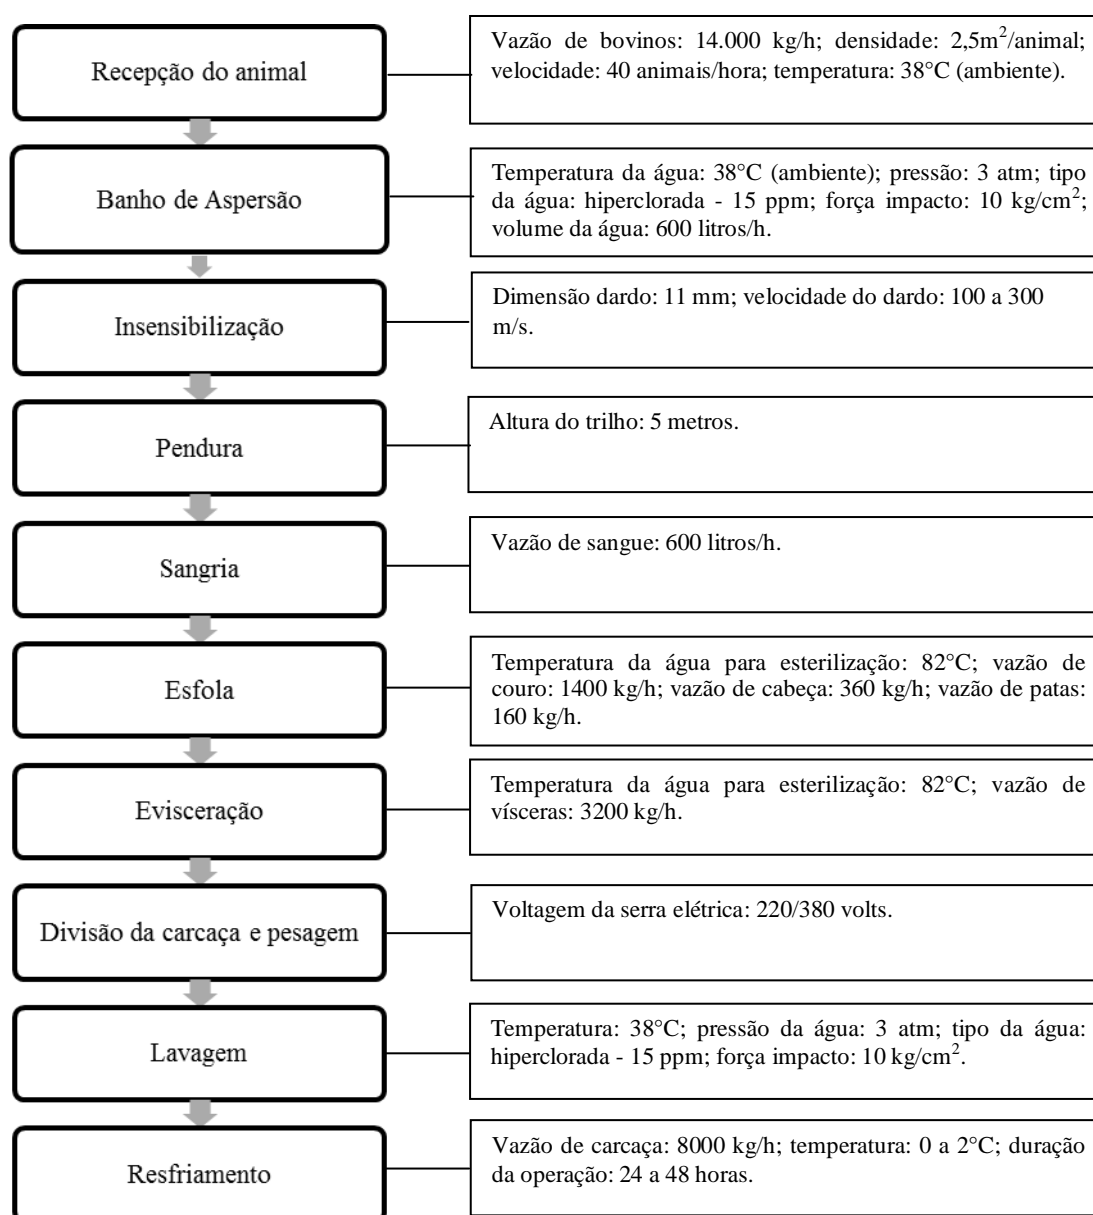 Recepção do animal
Vazão de bovinos: 14.000 kg/h; densidade: 2,5m²/animal;
velocidade: 40 animais/hora; temperatura: 38°C (ambiente).
Banho de Aspersão
Temperatura da água: 38°C (ambiente); pressão: 3 atm; tipo
da água: hiperclorada - 15 ppm; força impacto: 10 kg/cm²;
volume da água: 600 litros/h.
Insensibilização
Dimensão dardo: 11 mm; velocidade do dardo: 100 a 300
m/s.
Pendura
Altura do trilho: 5 metros.
Sangria
Vazão de sangue: 600 litros/h.
Esfola
Temperatura da água para esterilização: 82°C; vazão de
couro: 1400 kg/h; vazão de cabeça: 360 kg/h; vazão de patas:
160 kg/h.
Evisceração
Temperatura da água para esterilização: 82°C; vazão de
vísceras: 3200 kg/h.
Divisão da carcaça e pesagem
Voltagem da serra elétrica: 220/380 volts.
Lavagem
Temperatura: 38°C; pressão da água: 3 atm; tipo da água:
hiperclorada - 15 ppm; força impacto: 10 kg/cm².
Resfriamento
Vazão de carcaça: 8000 kg/h; temperatura: 0 a 2°C; duração
da operação: 24 a 48 horas.